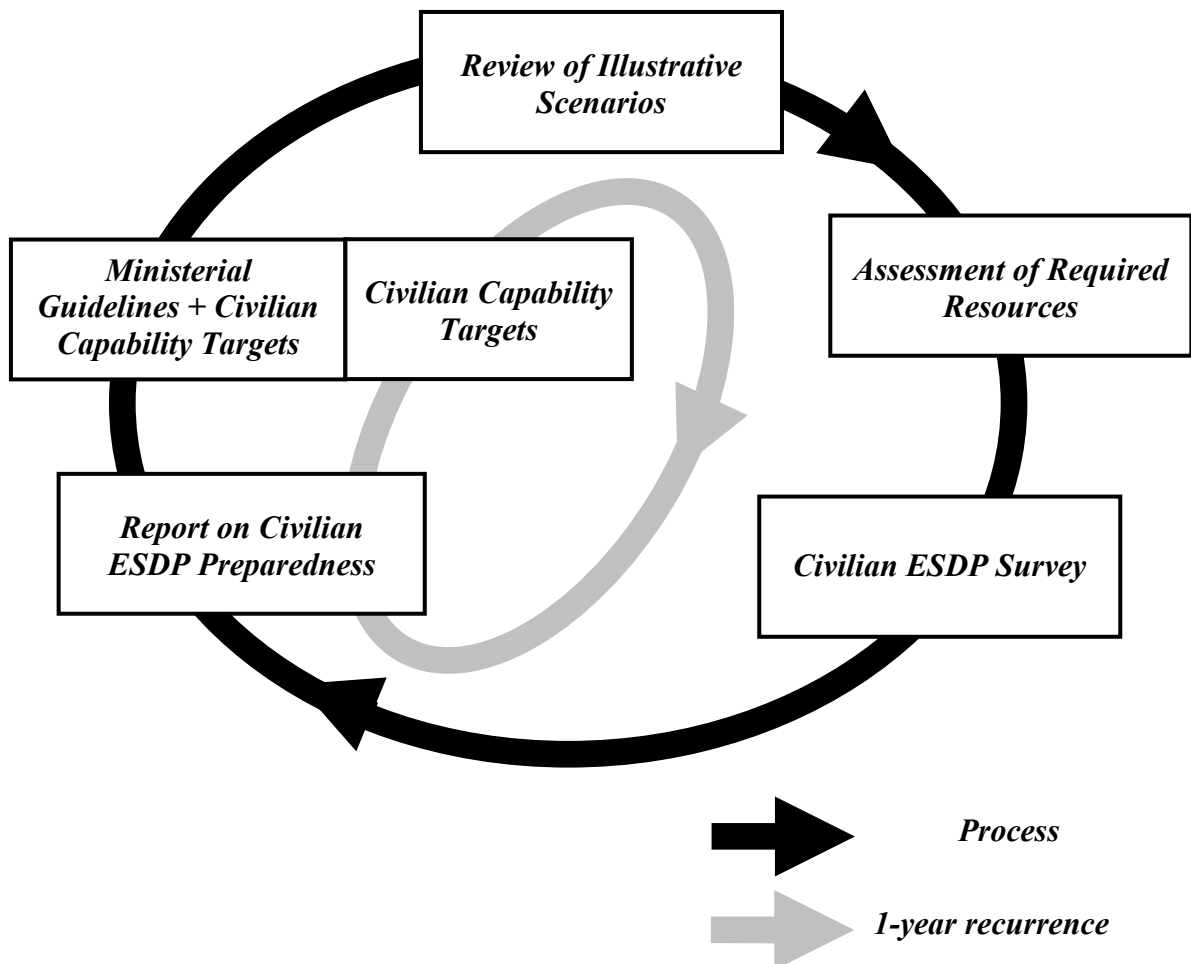 Review of Illustrative
Scenarios
Assessment of Required
Resources
Ministerial
Guidelines + Civilian
Capability Targets
Civilian Capability
Targets
Report on Civilian
ESDP Preparedness
Civilian ESDP Survey
Process
1-year recurrence